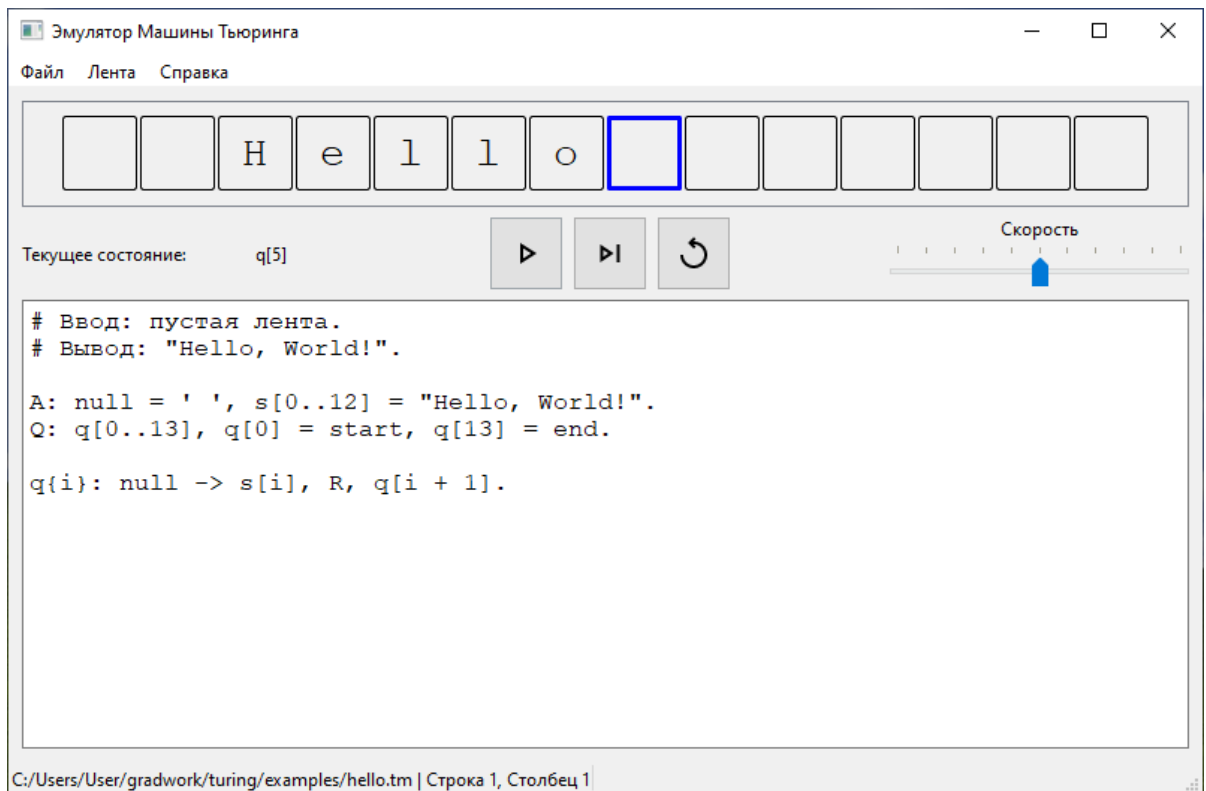 Эмулятор Машины Тьюринга
Файл Лента Справка
H e l l o
Скорость
Текущее состояние: q[5]
# Ввод: пустая лента.
# Вывод: "Hello, World!".
A: null = ' ', s[0..12] = "Hello, World!".
Q: q[0..13], q[0] = start, q[13] = end.
q{i}: null -> s[i], R, q[i + 1].
C:/Users/User/gradwork/turing/examples/hello.tm | Строка 1, Столбец 1